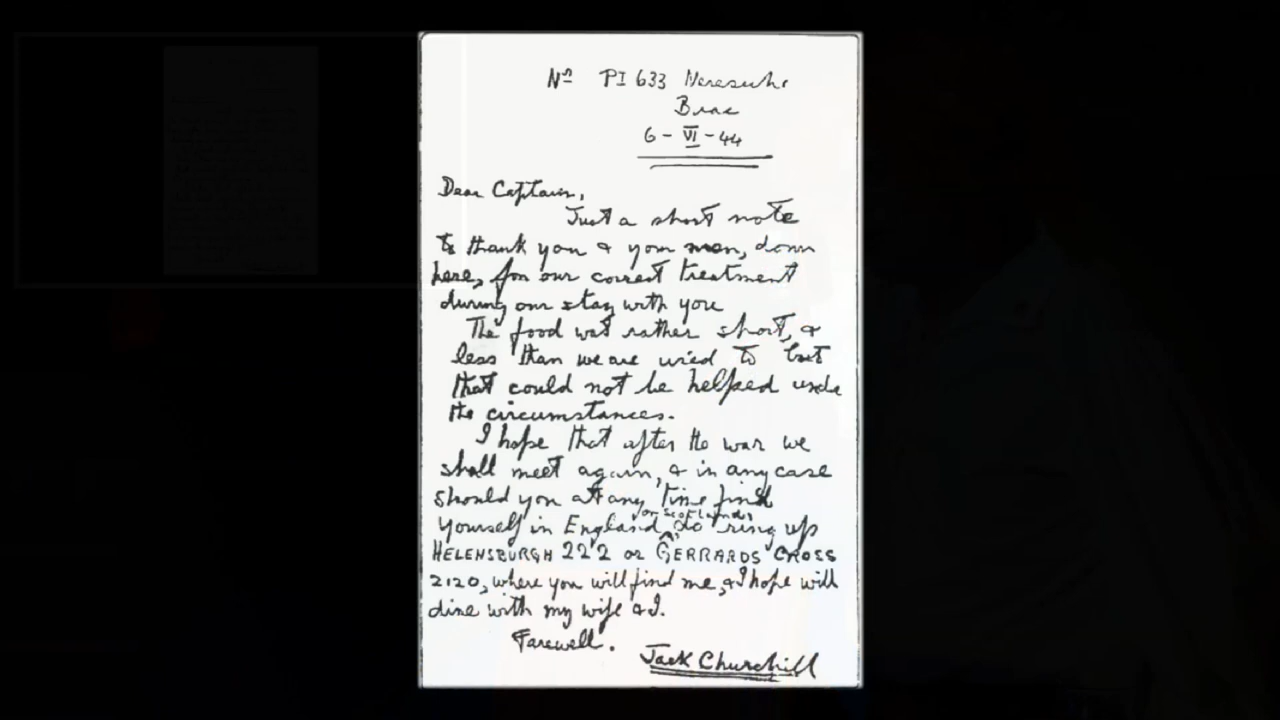 Nº PI 633 Neresuhe
Brac
6 - VI - 44
Dear Captain,
Just a short note
to thank you & your men, down
here, for our correct treatment
during our stay with you
The food was rather short, &
less than we are used to but
that could not be helped under
the circumstances.
I hope that after the war we
shall meet again, & in any case
should you at any time find
yourself in England or Scotland, do ring up
HELENSBURGH 222 or GERRARDS CROSS
2120, where you will find me, & I hope will
dine with my wife & I.
Farewell.
Jack Churchill